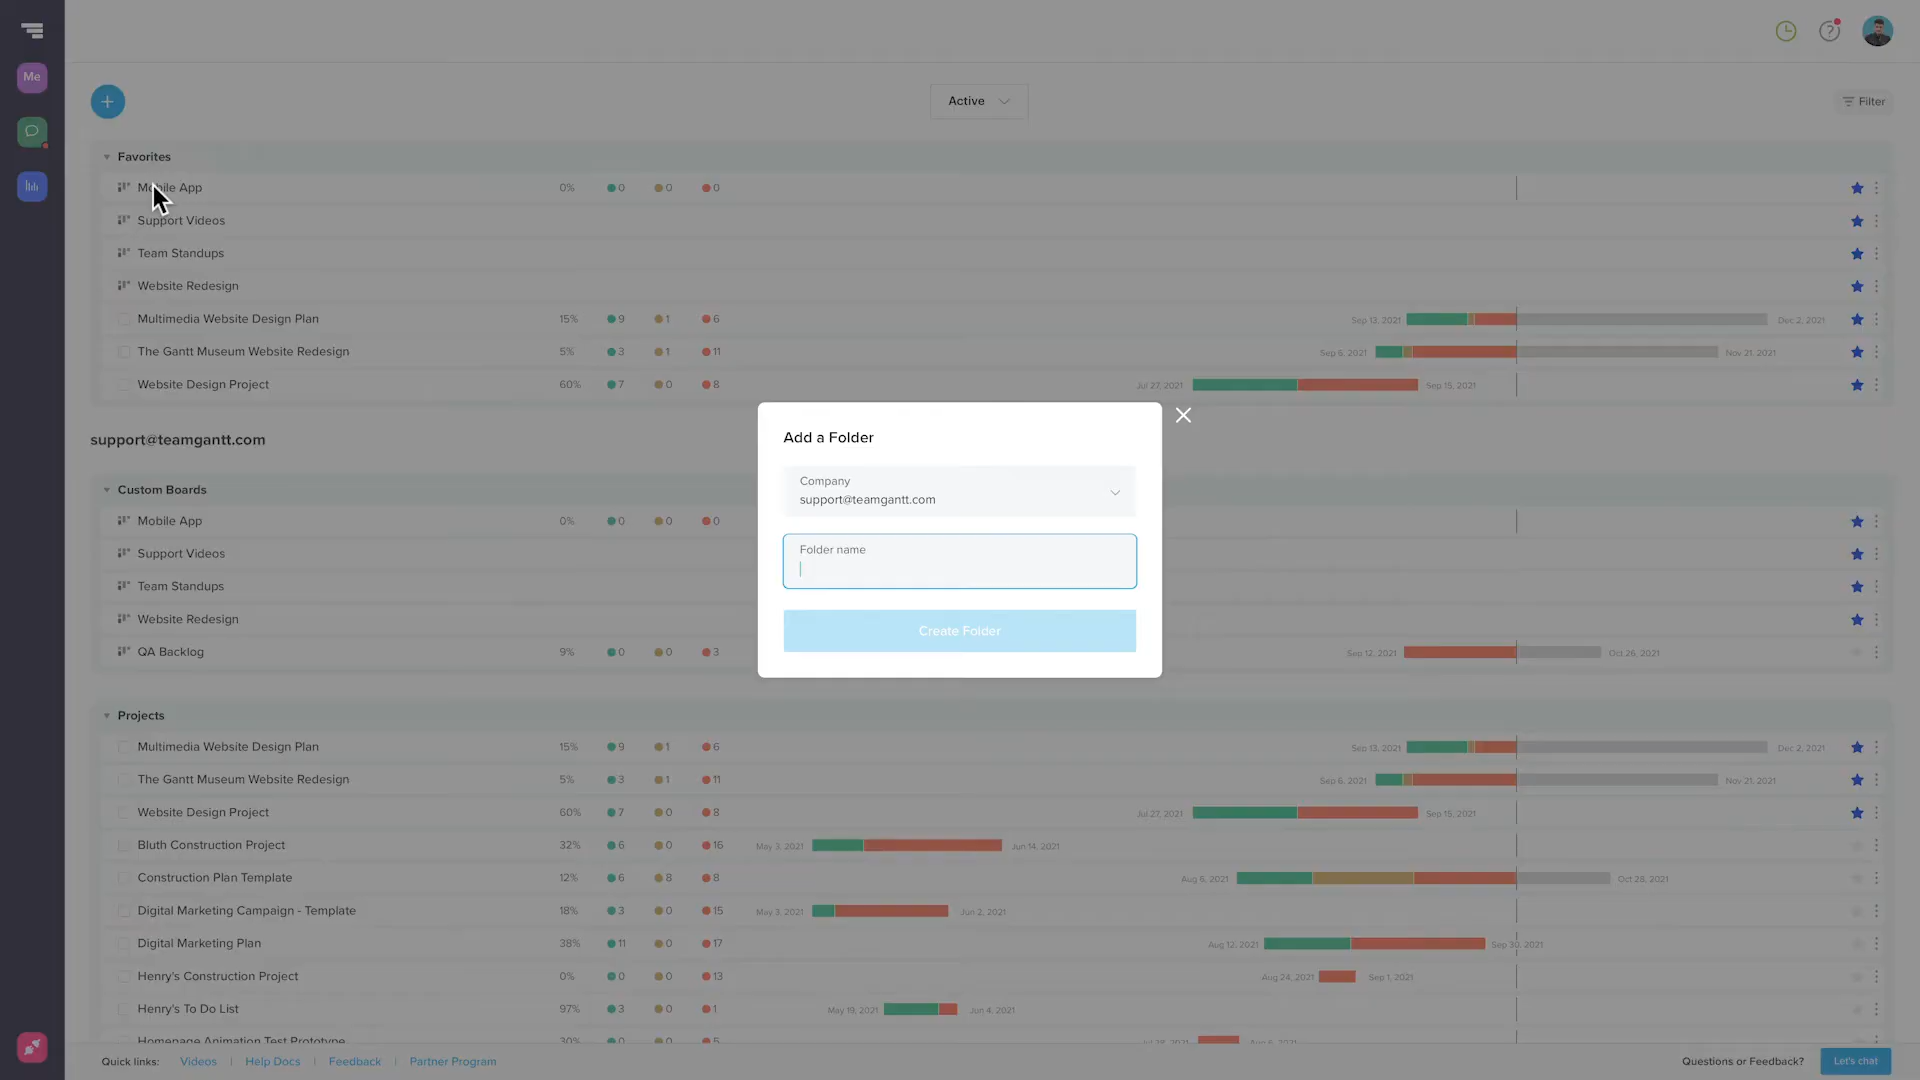 Me
Active
Filter
Favorites
Mobile App 0% 0 0 0
Support Videos
Team Standups
Website Redesign
Multimedia Website Design Plan 15% 9 1 6 Sep 13, 2021 Dec 2, 2021
The Gantt Museum Website Redesign 5% 3 1 11 Sep 6, 2021 Nov 21, 2021
Website Design Project 60% 7 0 8 Jul 27, 2021 Sep 15, 2021
support@teamgantt.com
Add a Folder
Company
support@teamgantt.com
Folder name
Create Folder
Custom Boards
Mobile App 0% 0 0 0
Support Videos
Team Standups
Website Redesign
QA Backlog 9% 0 0 3 Sep 12, 2021 Oct 26, 2021
Projects
Multimedia Website Design Plan 15% 9 1 6 Sep 13, 2021 Dec 2, 2021
The Gantt Museum Website Redesign 5% 3 1 11 Sep 6, 2021 Nov 21, 2021
Website Design Project 60% 7 0 8 Jul 27, 2021 Sep 15, 2021
Bluth Construction Project 32% 6 0 16 May 3, 2021 Jun 14, 2021
Construction Plan Template 12% 6 8 8 Aug 6, 2021 Oct 28, 2021
Digital Marketing Campaign - Template 18% 3 0 15 May 3, 2021 Jun 2, 2021
Digital Marketing Plan 38% 11 0 17 Aug 12, 2021 Sep 30, 2021
Henry's Construction Project 0% 0 0 13 Aug 24, 2021 Sep 1, 2021
Henry's To Do List 97% 3 0 1 May 19, 2021 Jun 4, 2021
Homepage Animation Test Prototype 30% 0 0 5
Quick links: Videos | Help Docs | Feedback | Partner Program
Questions or Feedback? Let's chat